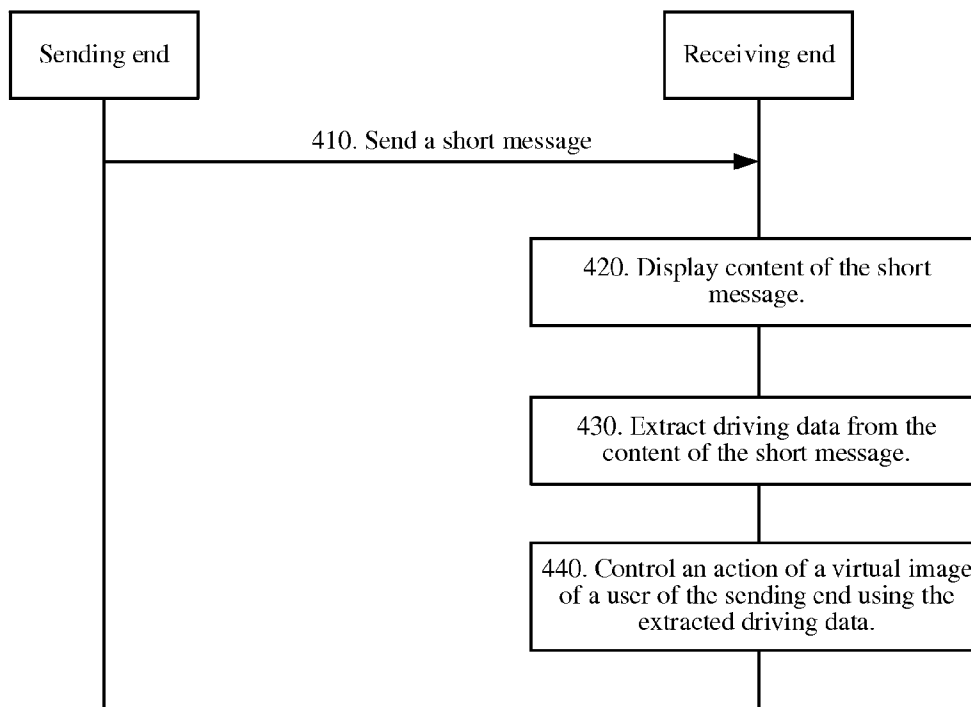 Sending end
Receiving end
410. Send a short message
420. Display content of the short
message.
430. Extract driving data from the
content of the short message.
440. Control an action of a virtual image
of a user of the sending end using the
extracted driving data.